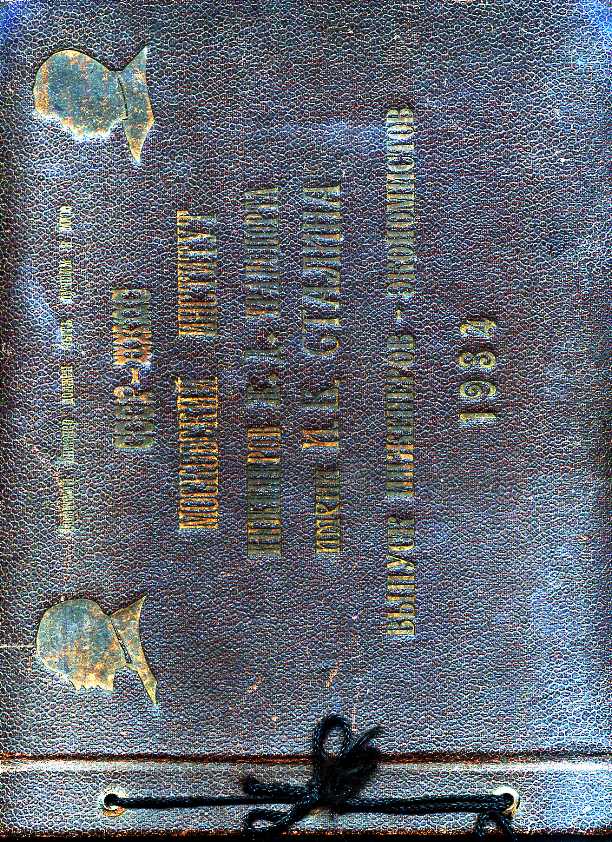 СССР-НКПС
МОСКОВСКИЙ ИНСТИТУТ
ИНЖЕНЕРОВ Ж.Д. ТРАНСПОРТА
ИМЕНИ И.В. СТАЛИНА
ВЫПУСК ИНЖЕНЕРОВ - ЭКОНОМИСТОВ
1934